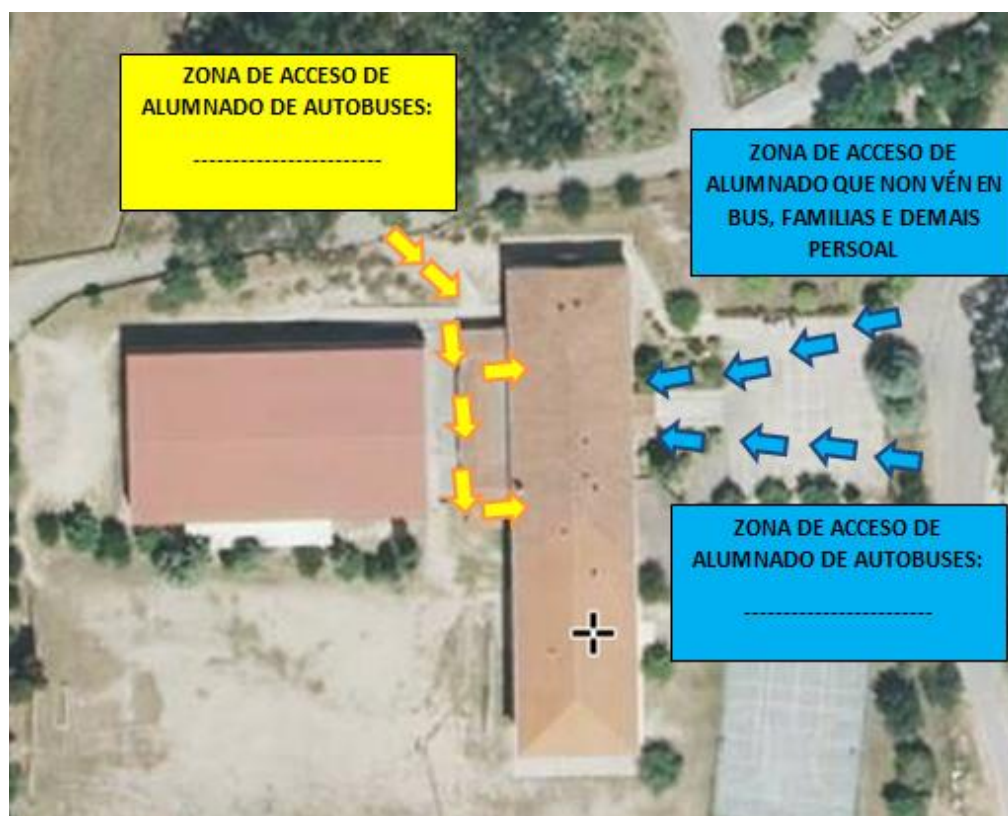 ZONA DE ACCESO DE
ALUMNADO DE AUTOBUSES:
------------------------
ZONA DE ACCESO DE
ALUMNADO QUE NON VÉN EN
BUS, FAMILIAS E DEMAIS
PERSOAL
ZONA DE ACCESO DE
ALUMNADO DE AUTOBUSES:
------------------------